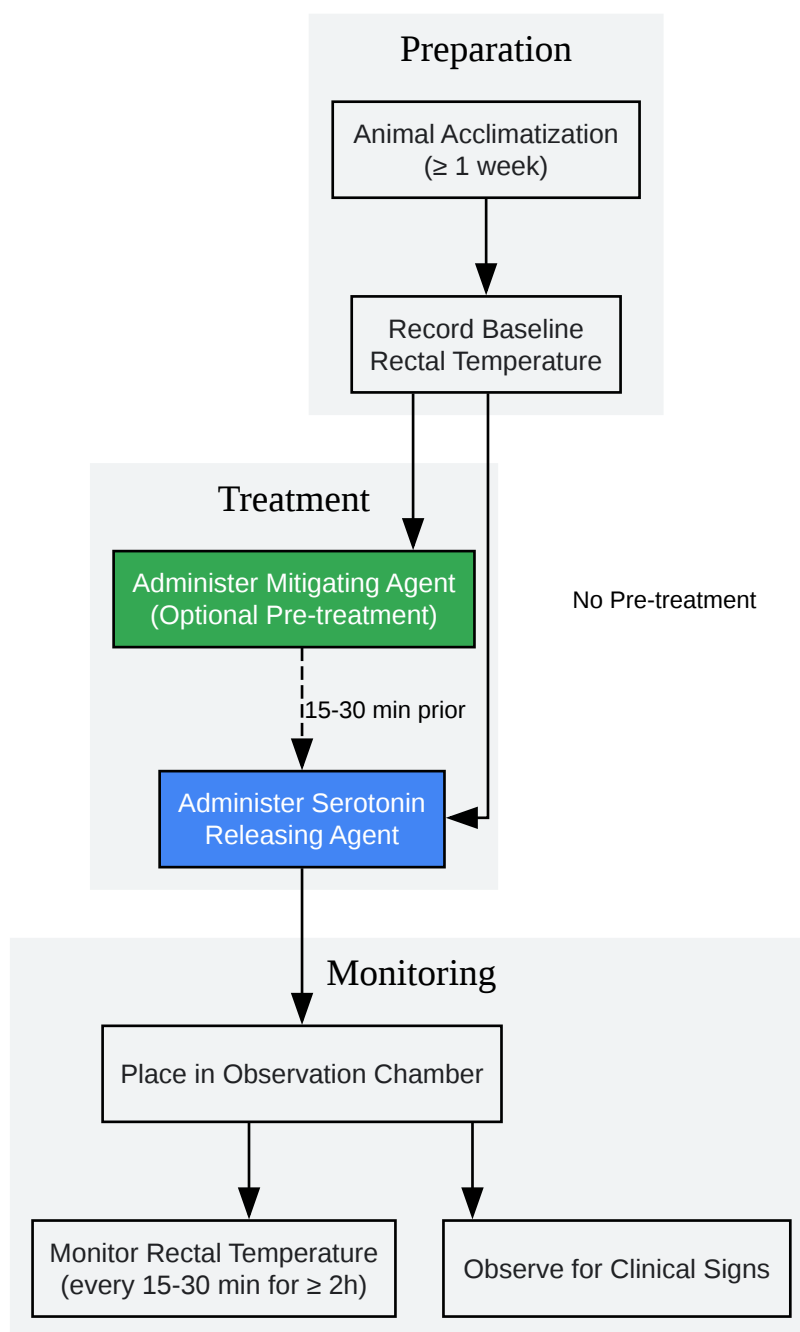 Preparation
Animal Acclimatization
(≥ 1 week)
Record Baseline
Rectal Temperature
Treatment
Administer Mitigating Agent
(Optional Pre-treatment)
No Pre-treatment
15-30 min prior
Administer Serotonin
Releasing Agent
Monitoring
Place in Observation Chamber
Monitor Rectal Temperature
(every 15-30 min for ≥ 2h)
Observe for Clinical Signs